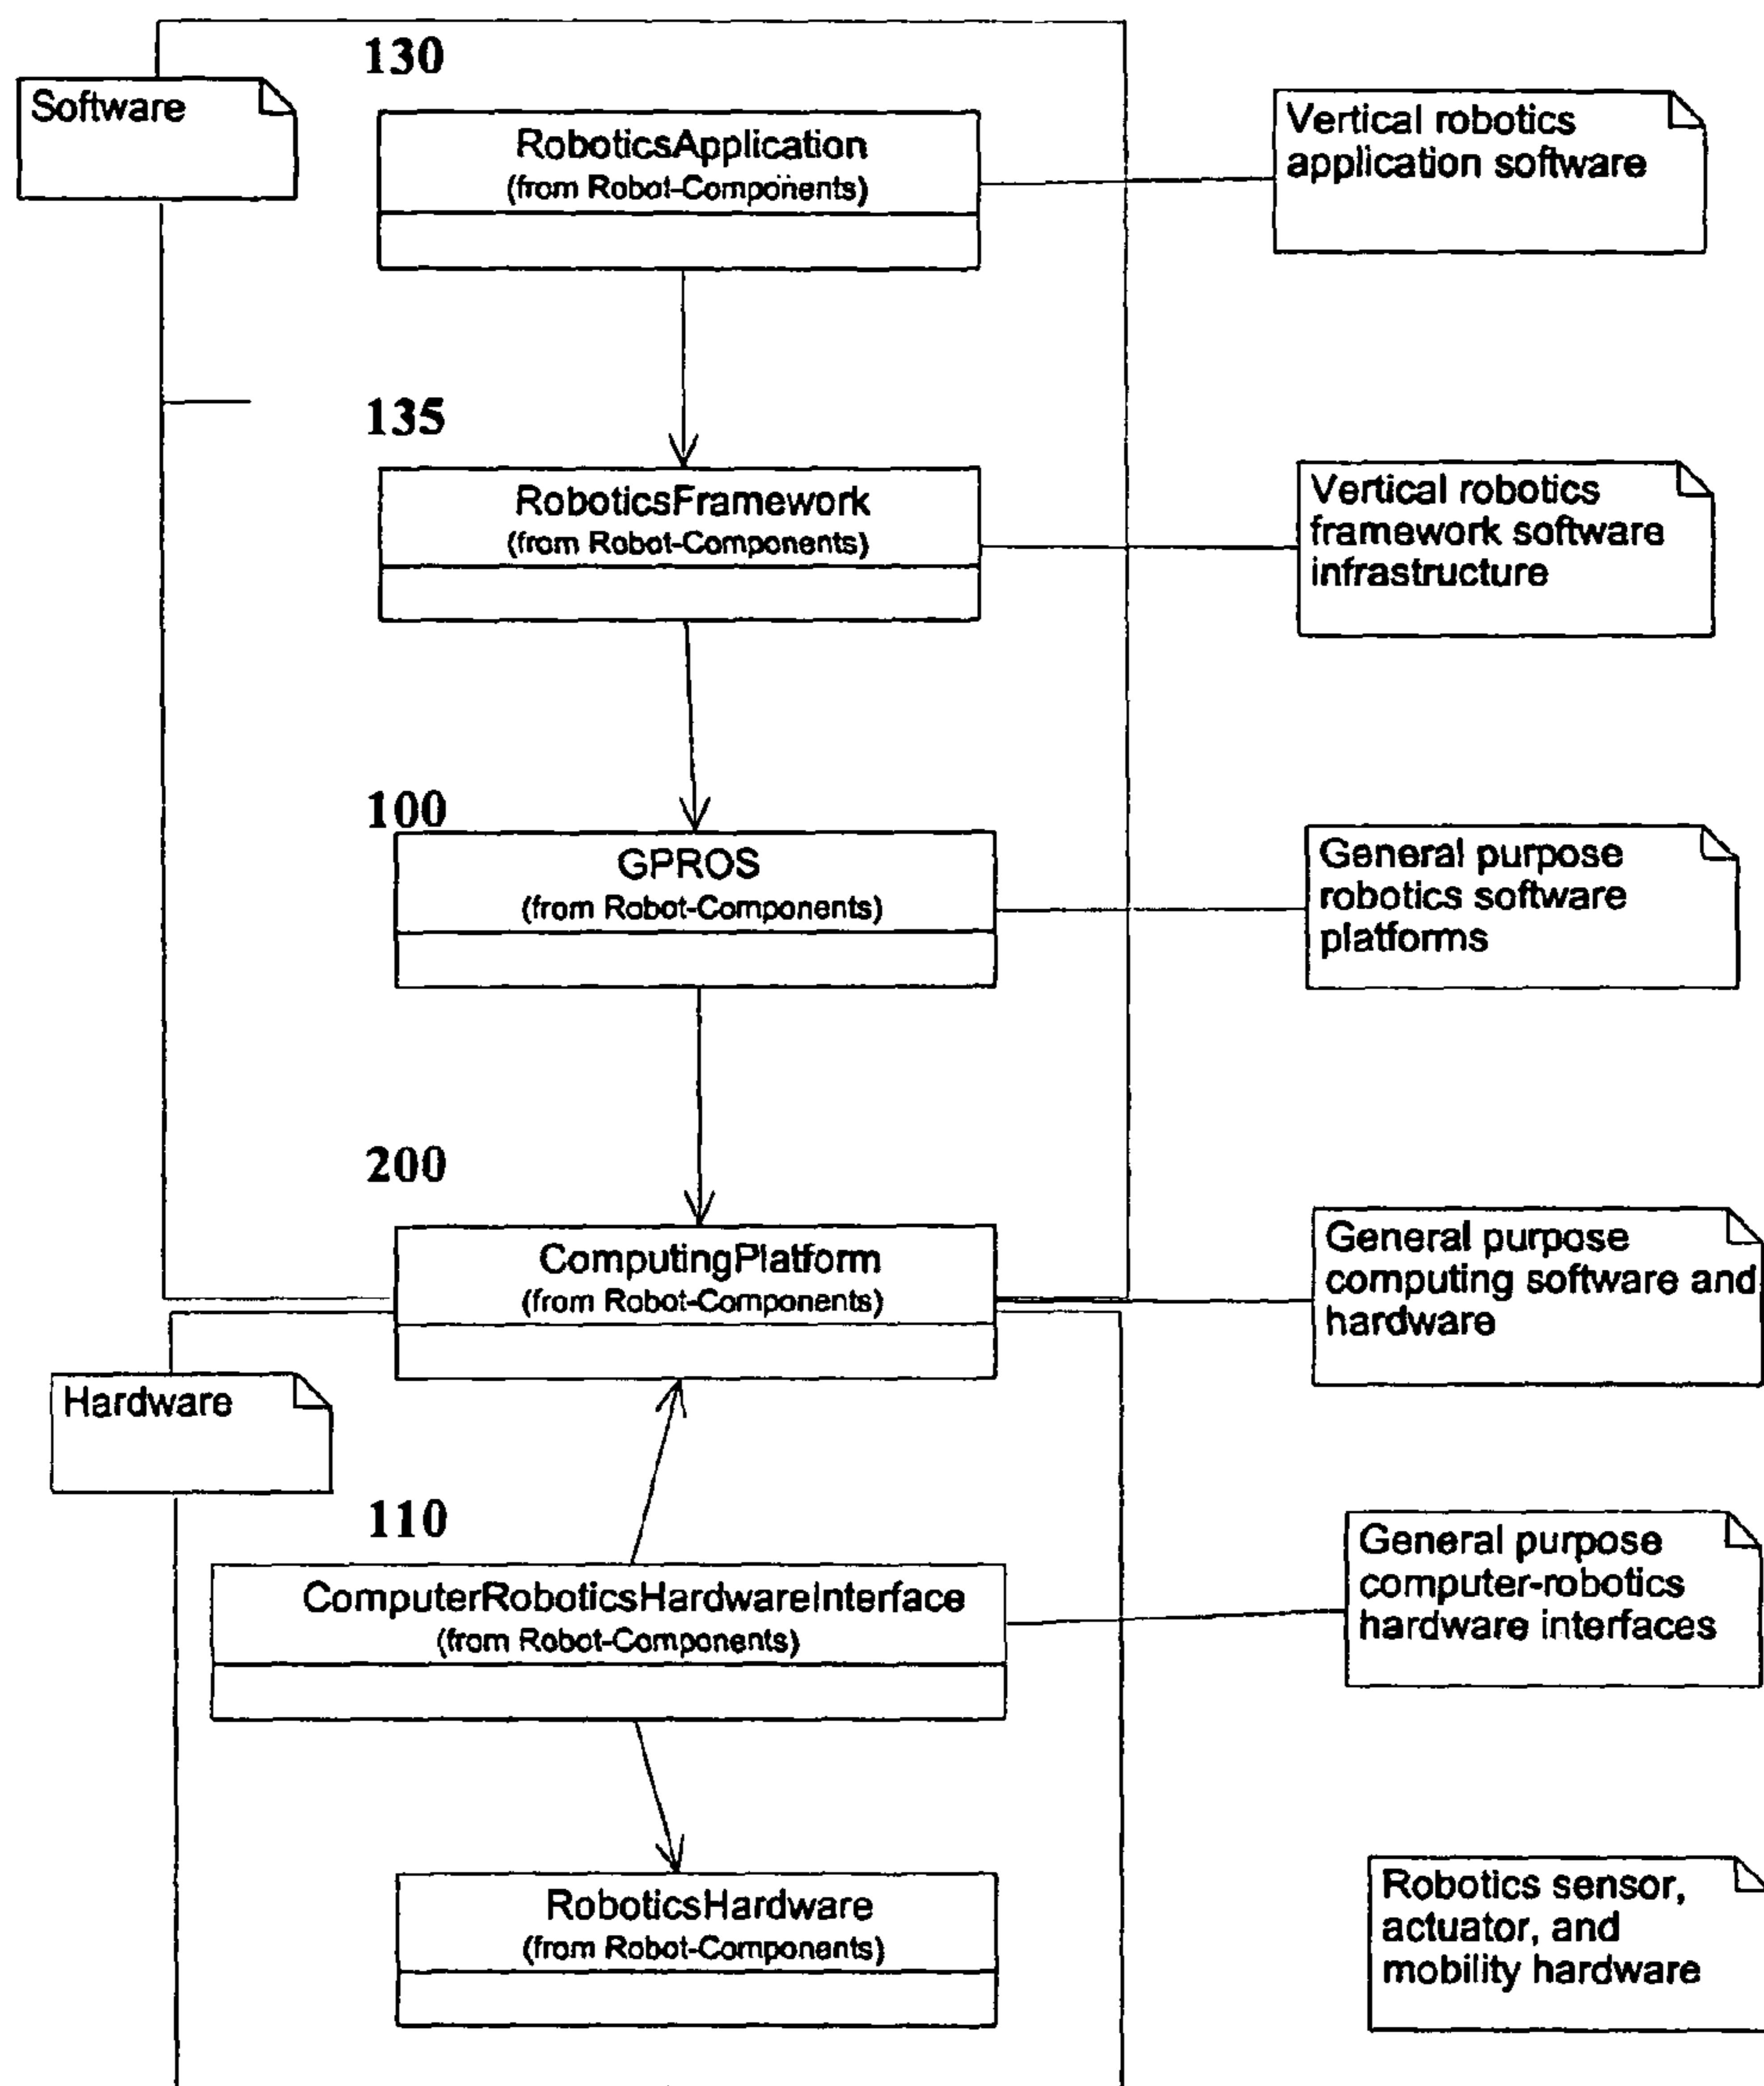 130
Software
RoboticsApplication
(from Robot-Components)
Vertical robotics
application software
135
RoboticsFramework
(from Robot-Components)
Vertical robotics
framework software
infrastructure
100
GPROS
(from Robot-Components)
General purpose
robotics software
platforms
200
ComputingPlatform
(from Robot-Components)
General purpose
computing software and
hardware
Hardware
110
ComputerRoboticsHardwareInterface
(from Robot-Components)
General purpose
computer-robotics
hardware interfaces
RoboticsHardware
(from Robot-Components)
Robotics sensor,
actuator, and
mobility hardware